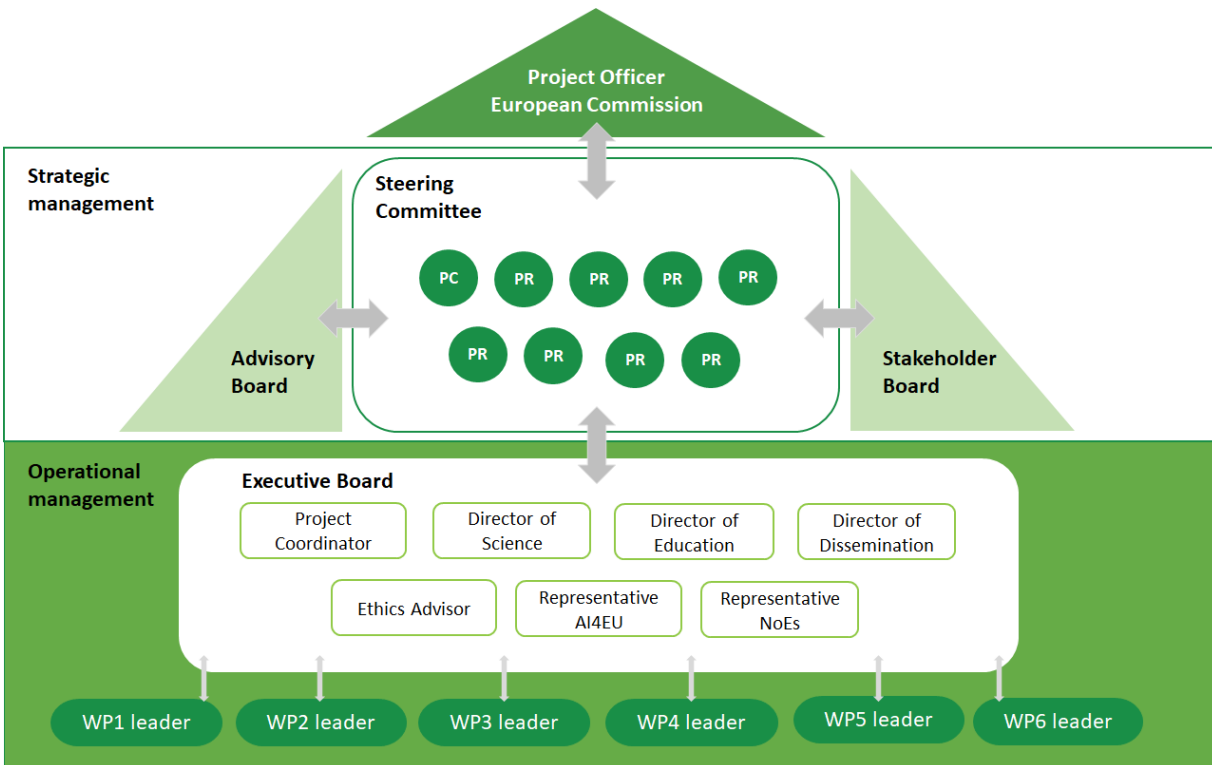 Project Officer
European Commission
Strategic
management
Steering
Committee
PC
PR
PR
PR
PR
PR
PR
PR
PR
Advisory
Board
Stakeholder
Board
Operational
management
Executive Board
Project
Coordinator
Director of
Science
Director of
Education
Director of
Dissemination
Ethics Advisor
Representative
AI4EU
Representative
NoEs
WP1 leader
WP2 leader
WP3 leader
WP4 leader
WP5 leader
WP6 leader